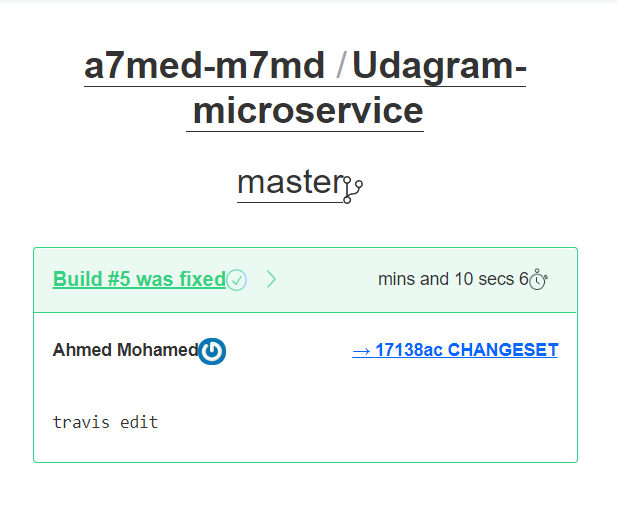 a7med-m7md / Udagram-
microservice
master
Build #5 was fixed
mins and 10 secs 6
Ahmed Mohamed
→ 17138ac CHANGESET
travis edit